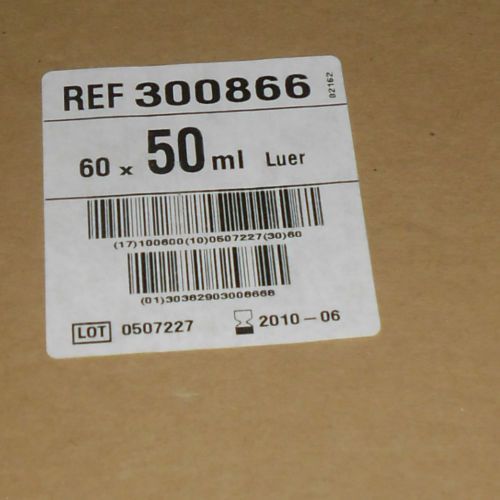 REF 300866
02162
60 x 50 ml Luer
(17)100600(10)0507227(30)60
(01)30382903008668
LOT 0507227 2010-06